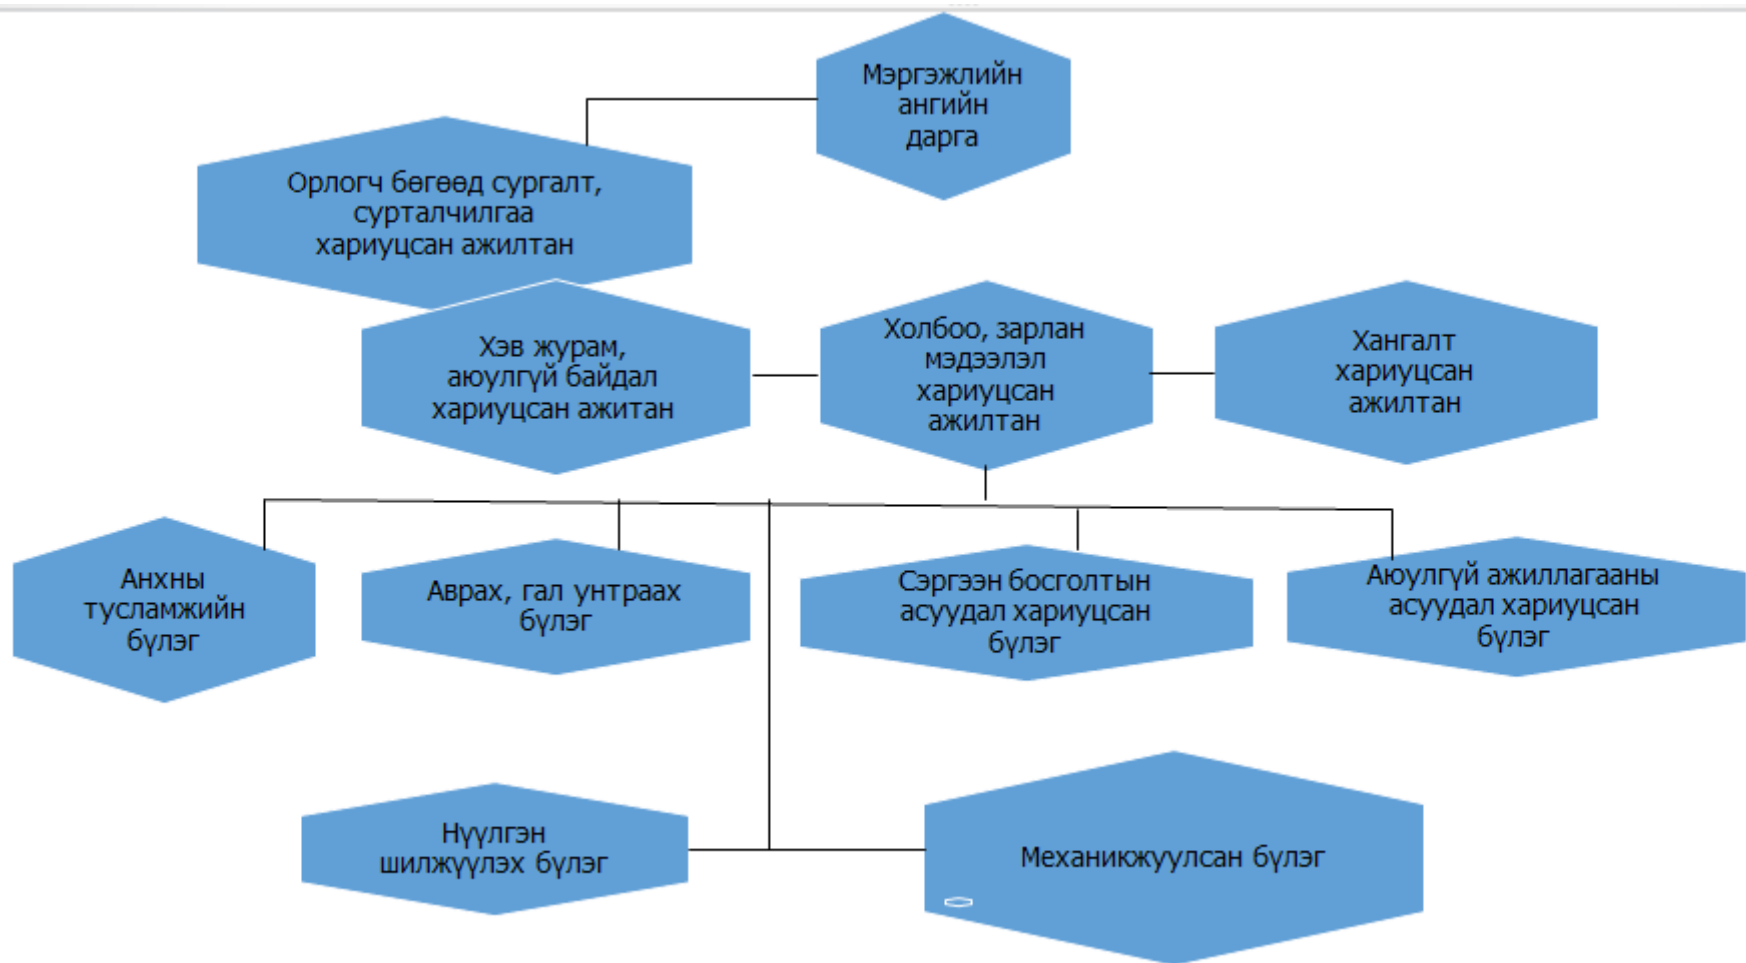 Мэргэжлийн
ангийн
дарга
Орлогч бөгөөд сургалт,
сурталчилгаа
хариуцсан ажилтан
Хэв журам,
аюулгүй байдал
хариуцсан ажитан
Холбоо, зарлан
мэдээлэл
хариуцсан
ажилтан
Хангалт
хариуцсан
ажилтан
Анхны
тусламжийн
бүлэг
Аврах, гал унтраах
бүлэг
Сэргээн босголтын
асуудал хариуцсан
бүлэг
Аюулгүй ажиллагааны
асуудал хариуцсан
бүлэг
Нүүлгэн
шилжүүлэх бүлэг
Механикжуулсан бүлэг